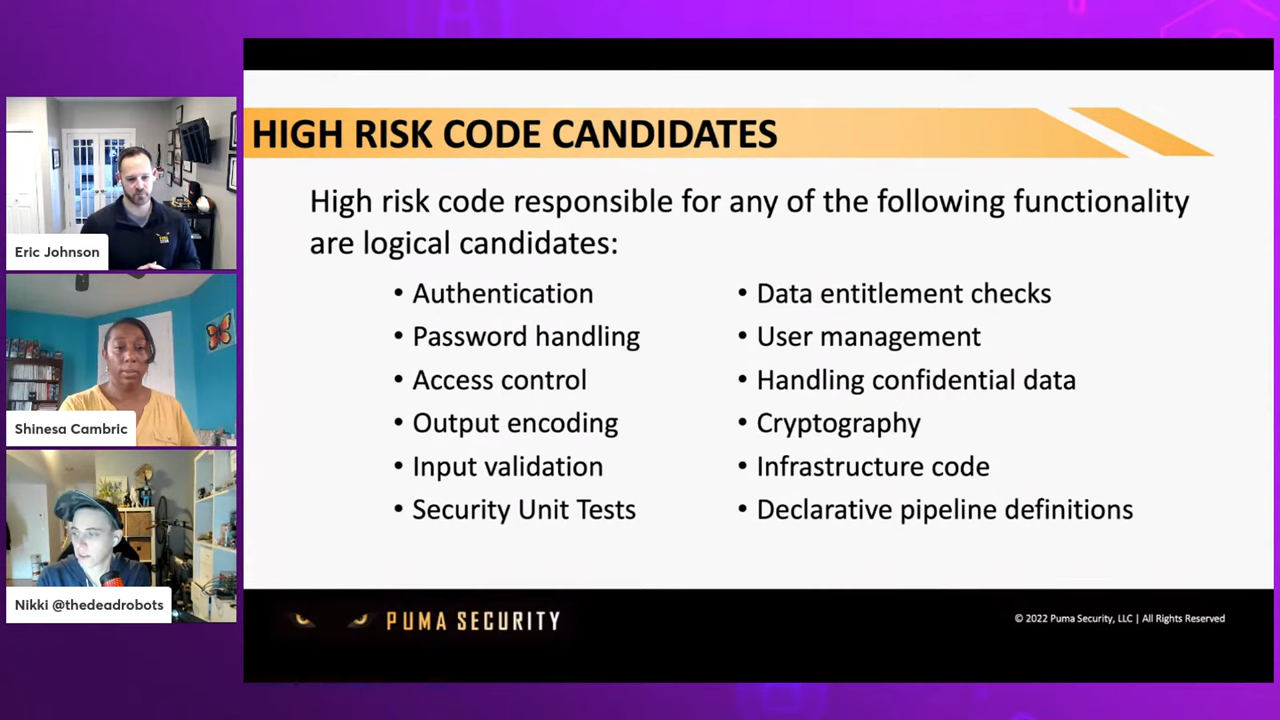 HIGH RISK CODE CANDIDATES
High risk code responsible for any of the following functionality
are logical candidates:
• Authentication
• Password handling
• Access control
• Output encoding
• Input validation
• Security Unit Tests
• Data entitlement checks
• User management
• Handling confidential data
• Cryptography
• Infrastructure code
• Declarative pipeline definitions
PUMA SECURITY
© 2022 Puma Security, LLC | All Rights Reserved
Eric Johnson
Shinesa Cambric
Nikki @thedeadrobots